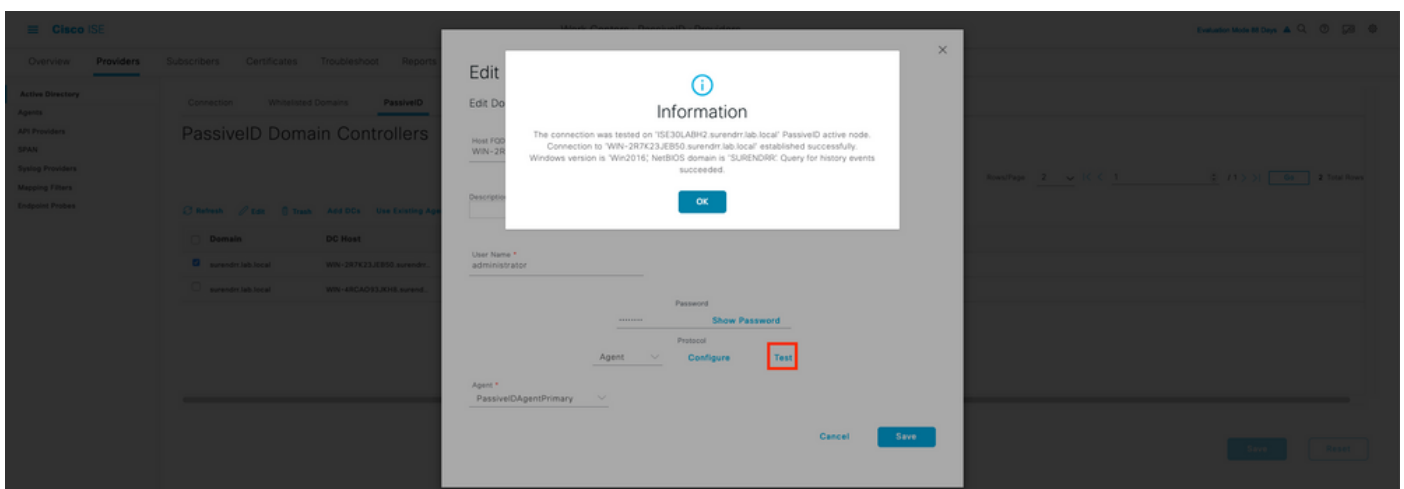 Cisco ISE
Evaluation Mode
Overview
Providers
Subscribers
Certificates
Troubleshoot
Reports
Active Directory
Agents
API Providers
SPAN
Syslog Providers
Mapping Filters
Endpoint Probes
Connection
Whitelisted Domains
PassiveID
PassiveID Domain Controllers
Rows/Page 2 1 / 1 Go 2 Total Rows
Refresh Edit Trash Add DCs Use Existing
Domain DC Host
surendrr.lab.local WIN-2R7K23JEB50.surendrr.
surendrr.lab.local
Edit
Edit Do
Host FQD
WIN-2R
Description
Information
The connection was tested on 'ISE30LABH2.surendrr.lab.local' PassiveID active node.
Connection to 'WIN-2R7K23JEB50.surendrr.lab.local' established successfully.
Windows version is 'Win2016'; NetBIOS domain is 'SURENDRR'. Query for history events
succeeded.
OK
User Name *
administrator
Password
Show Password
Protocol
Agent Configure Test
Agent *
PassiveIDAgentPrimary
Cancel Save
Save Reset